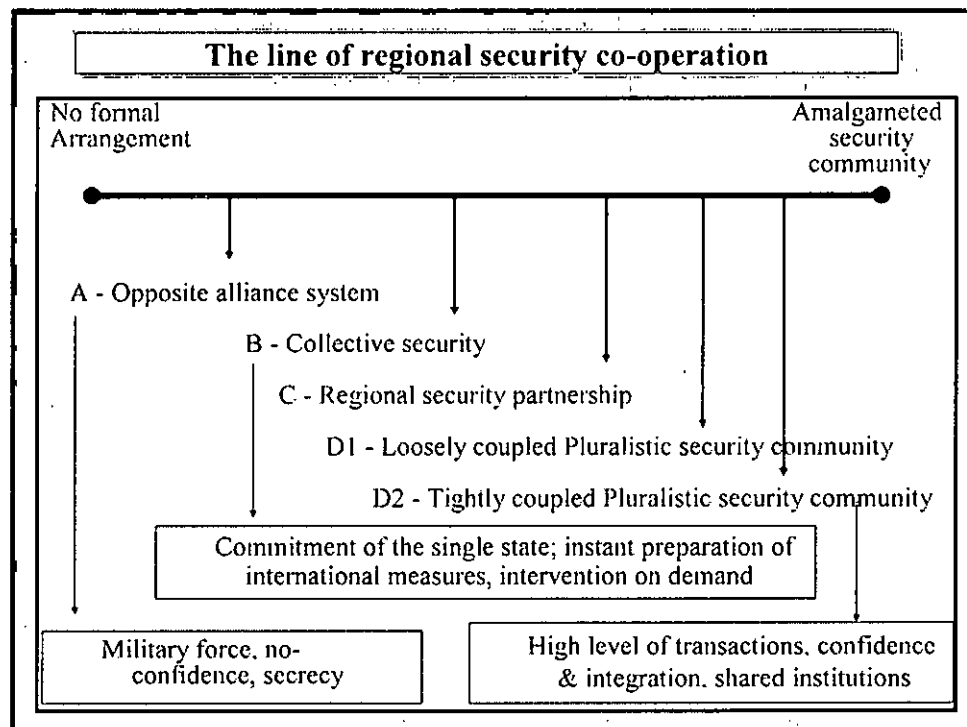 The line of regional security co-operation
No formal
Arrangement
Amalgameted
security
community
A - Opposite alliance system
B - Collective security
C - Regional security partnership
D1 - Loosely coupled Pluralistic security community
D2 - Tightly coupled Pluralistic security community
Commitment of the single state; instant preparation of
international measures, intervention on demand
Military force, no-
confidence, secrecy
High level of transactions, confidence
& integration, shared institutions